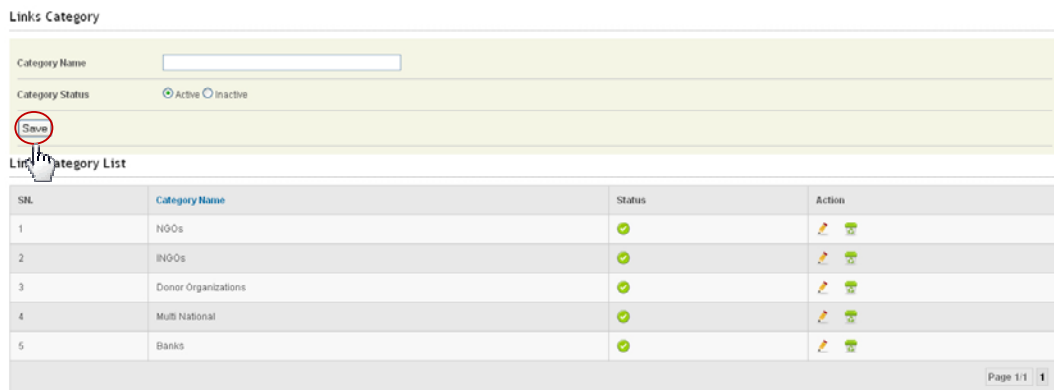 Links Category
Category Name
Category Status Active Inactive
Save
Links Category List
SN. Category Name Status Action
1 NGOs
2 INGOs
3 Donor Organizations
4 Multi National
5 Banks
Page 1/1 1